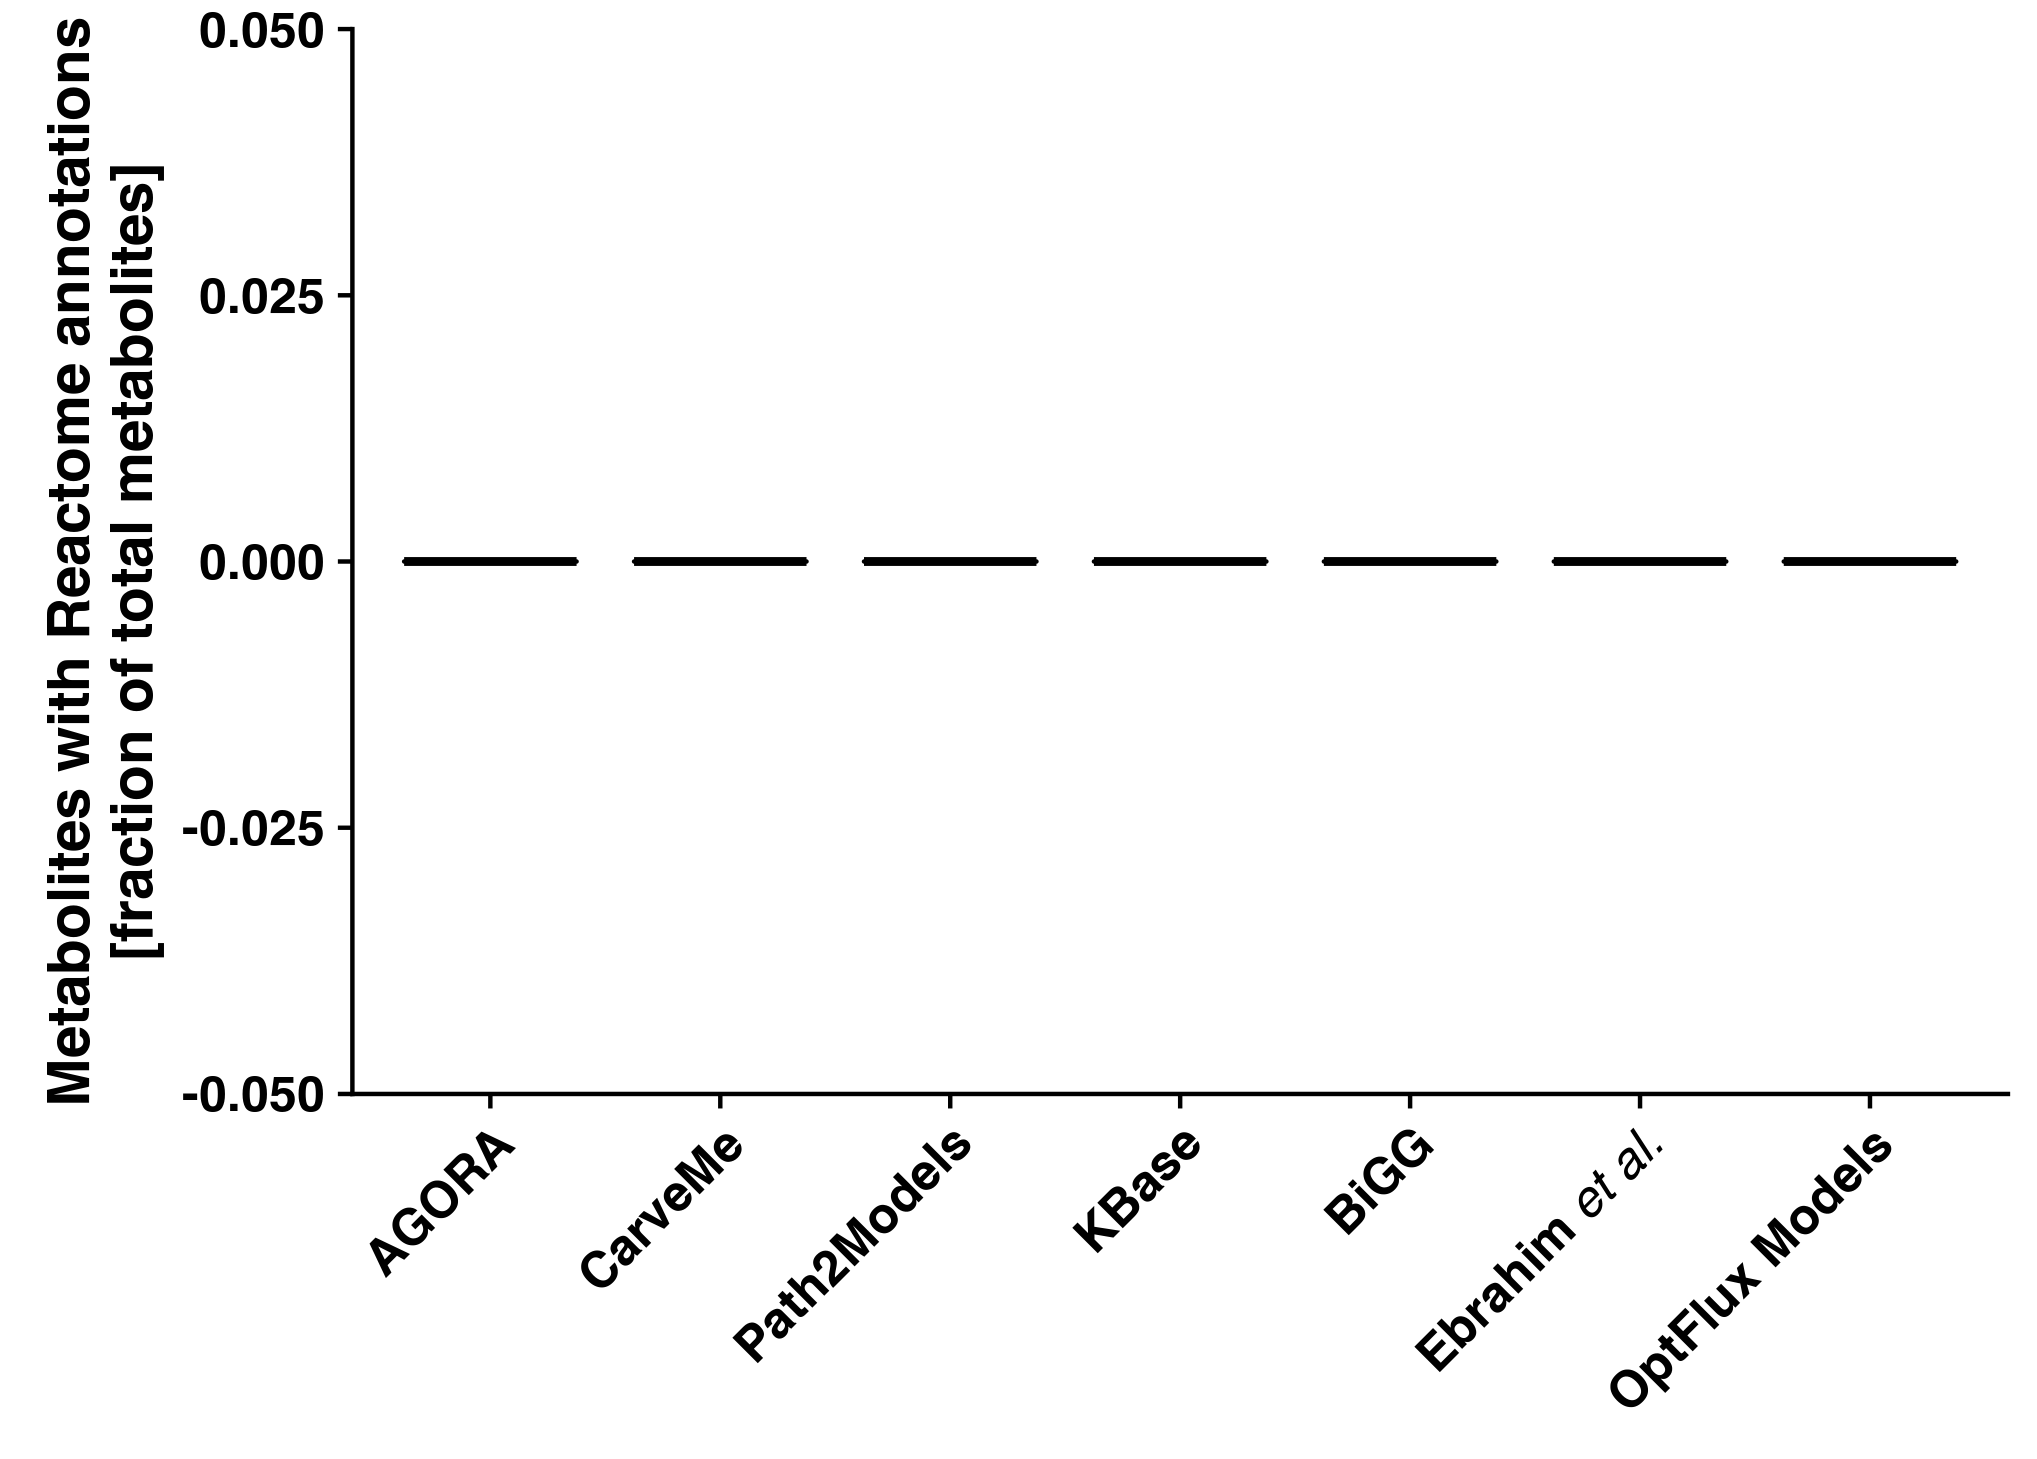 Metabolites with Reactome annotations
[fraction of total metabolites]
0.050
0.025
0.000
-0.025
-0.050
AGORA
CarveMe
Path2Models
KBase
BiGG
Ebrahim et al.
OptFlux Models